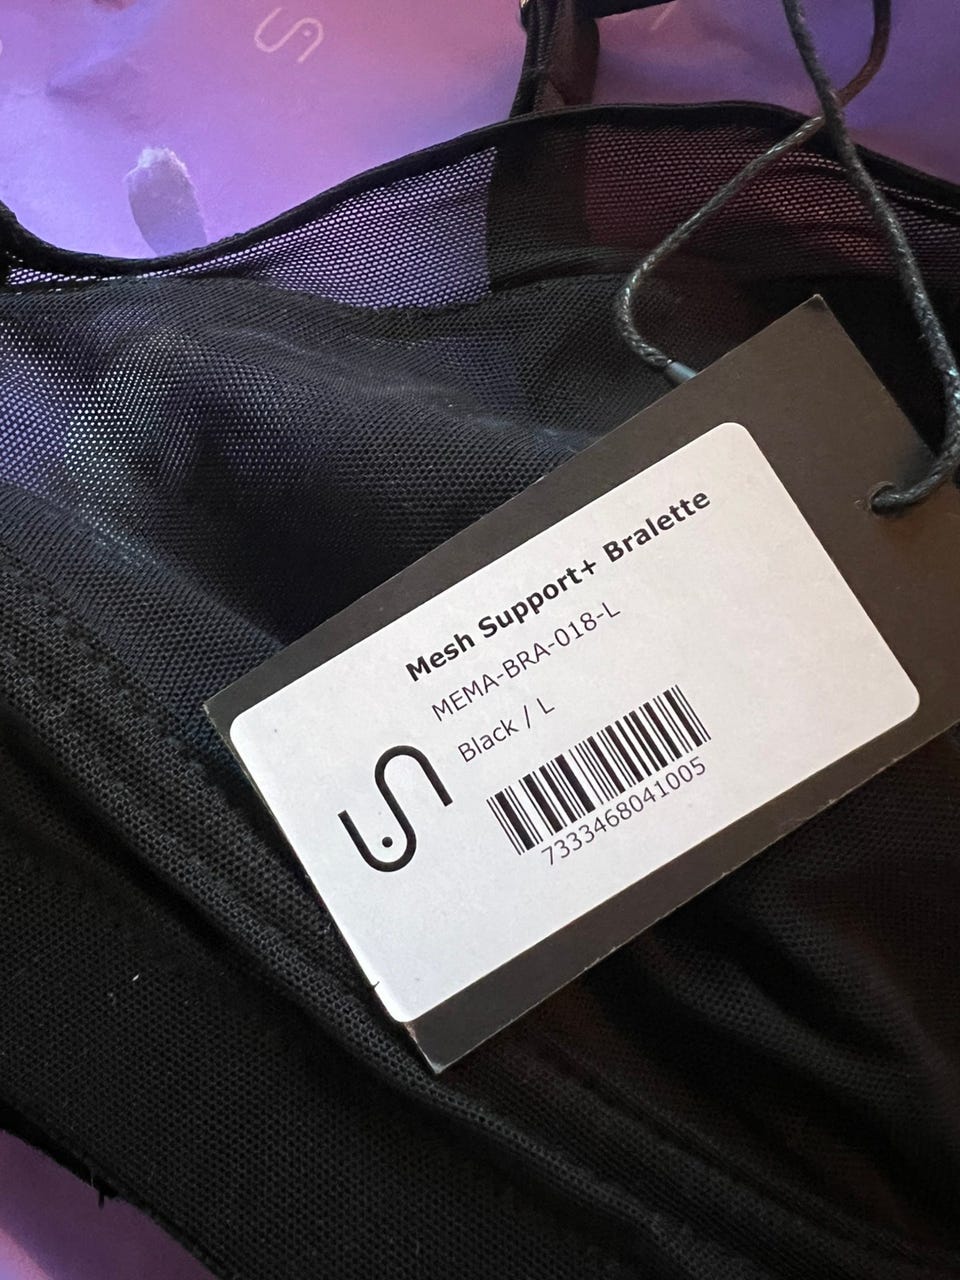 Mesh Support+ Bralette
MEMA-BRA-018-L
Black / L
7333468041005